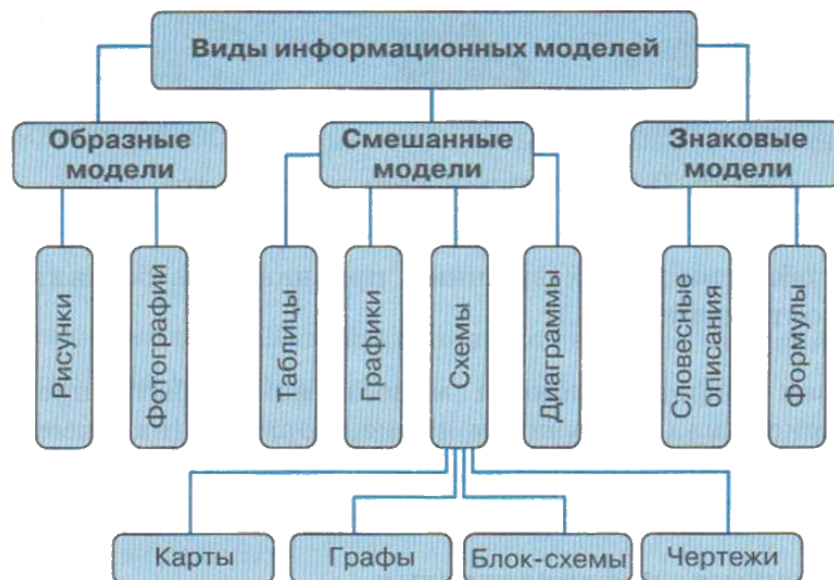 Виды информационных моделей
Образные
модели
Смешанные
модели
Знаковые
модели
Рисунки
Фотографии
Таблицы
Графики
Схемы
Диаграммы
Словесные
описания
Формулы
Карты
Графы
Блок-схемы
Чертежи